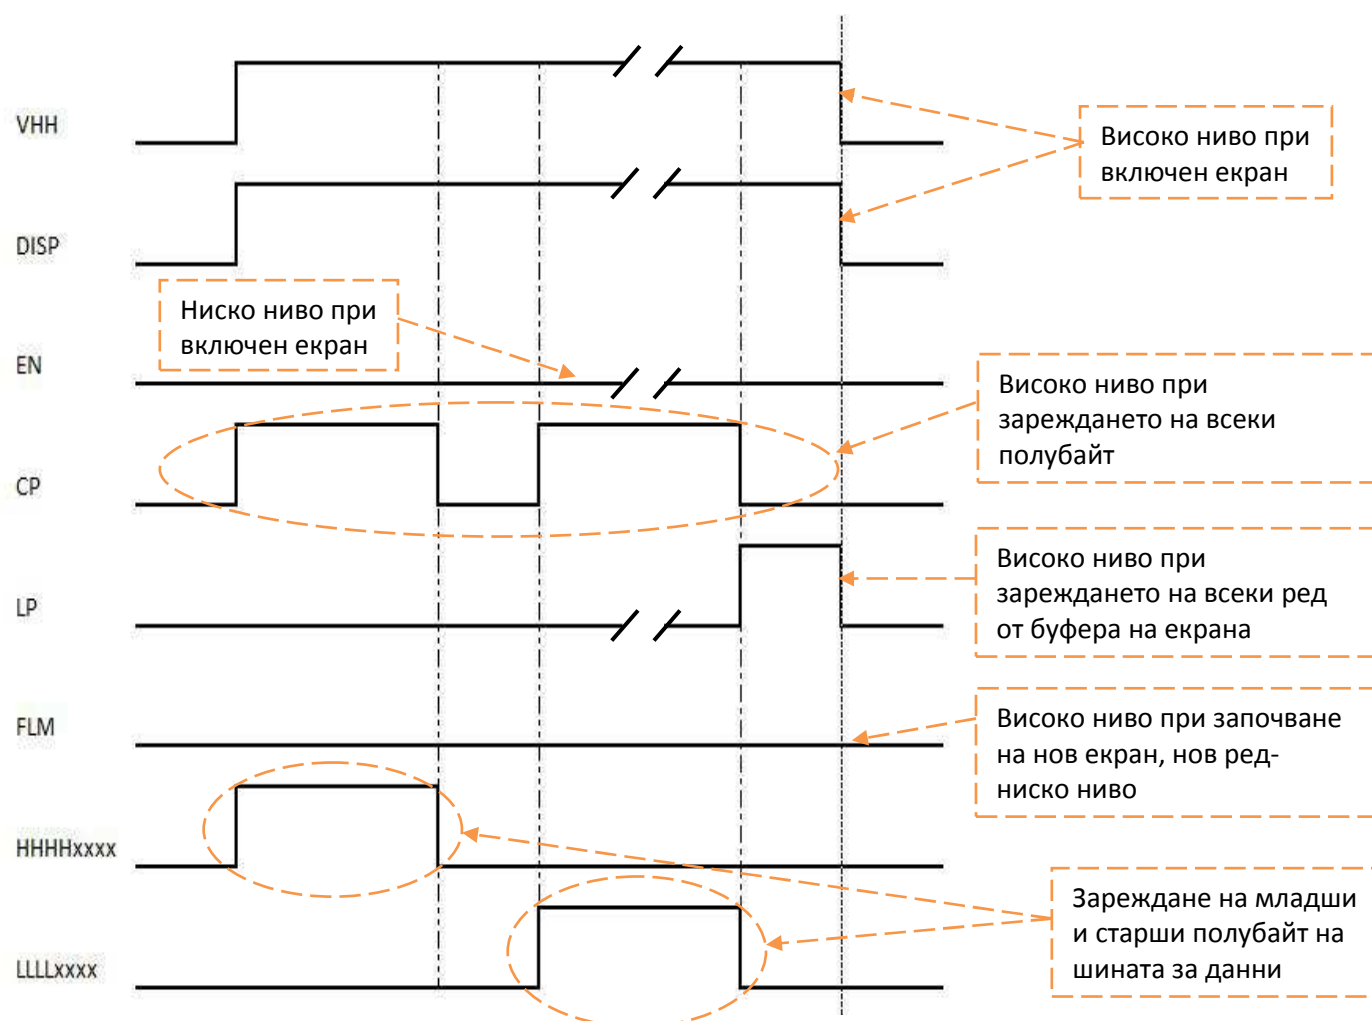 VHH
Високо ниво при
включен екран
DISP
Ниско ниво при
включен екран
EN
Високо ниво при
зареждането на всеки
полубайт
CP
Високо ниво при
зареждането на всеки ред
от буфера на екрана
LP
Високо ниво при започване
на нов екран, нов ред-
ниско ниво
FLM
HHHHxxxx
Зареждане на младши
и старши полубайт на
шината за данни
LLLLxxxx